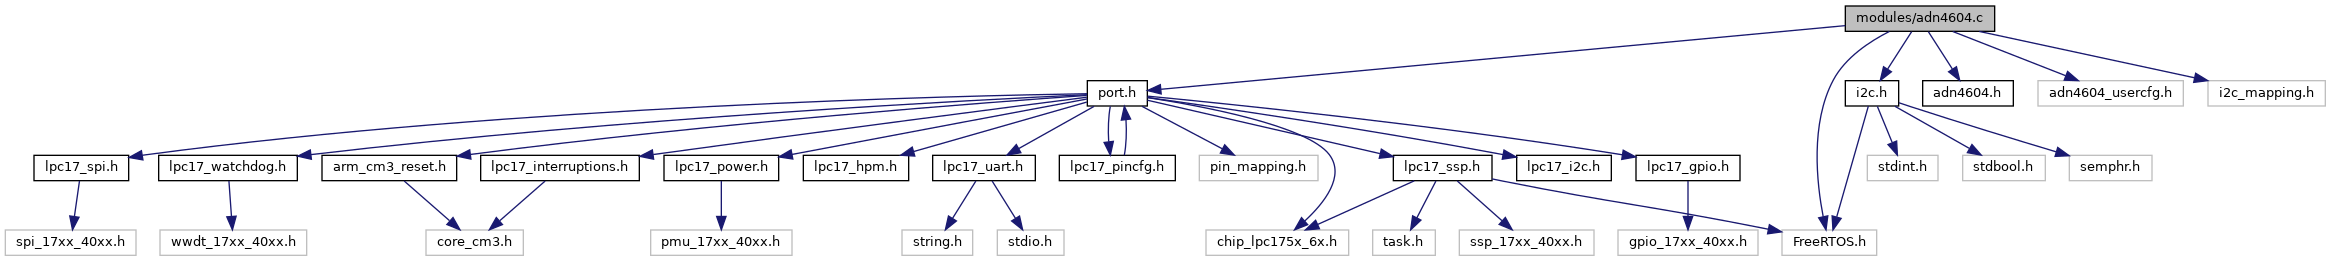 modules/adn4604.c
port.h
i2c.h
adn4604.h
adn4604_usercfg.h
i2c_mapping.h
lpc17_spi.h
lpc17_watchdog.h
arm_cm3_reset.h
lpc17_interruptions.h
lpc17_power.h
lpc17_hpm.h
lpc17_uart.h
lpc17_pincfg.h
pin_mapping.h
lpc17_ssp.h
lpc17_i2c.h
lpc17_gpio.h
stdint.h
stdbool.h
semphr.h
spi_17xx_40xx.h
wwdt_17xx_40xx.h
core_cm3.h
pmu_17xx_40xx.h
string.h
stdio.h
chip_lpc175x_6x.h
task.h
ssp_17xx_40xx.h
gpio_17xx_40xx.h
FreeRTOS.h